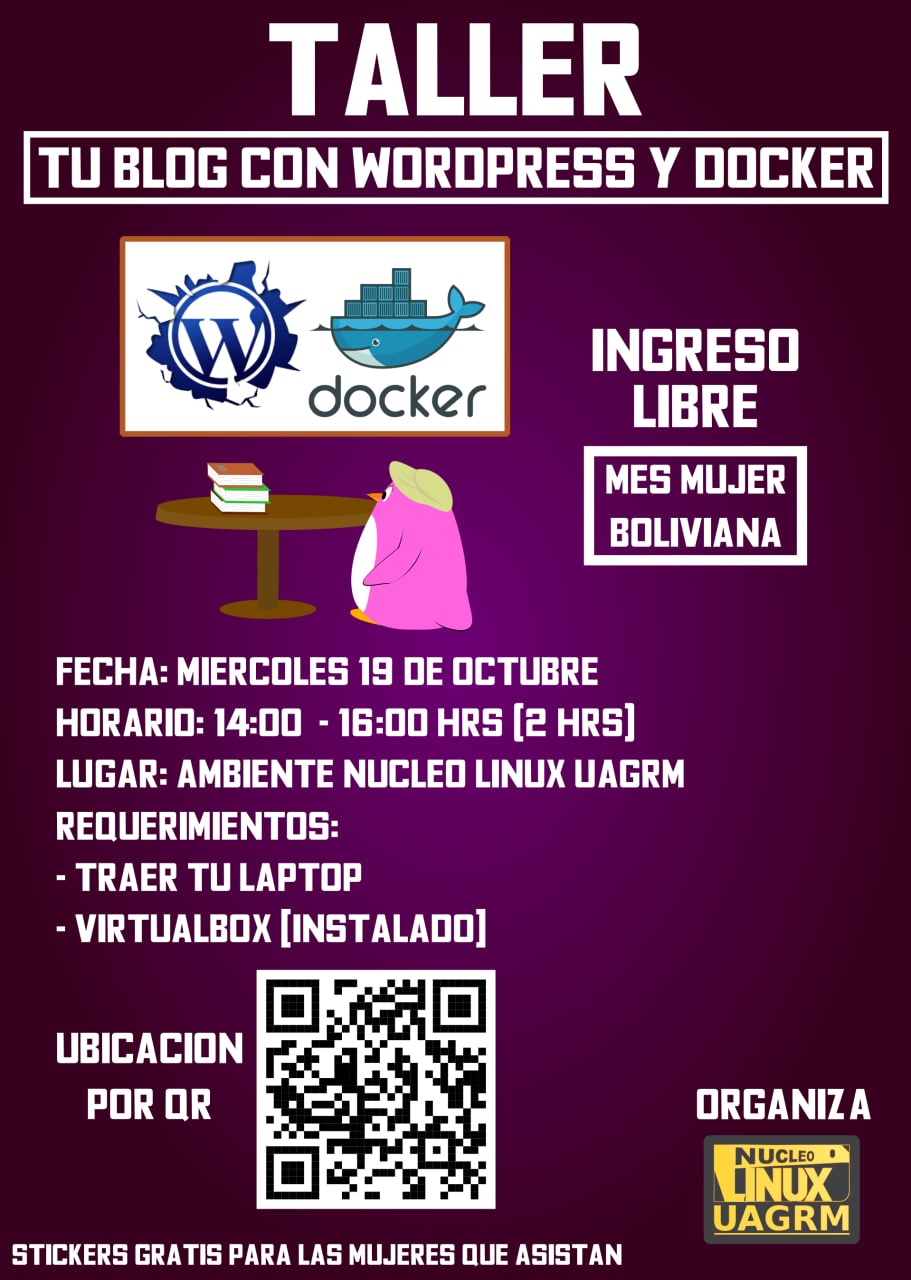 TALLER
TU BLOG CON WORDPRESS Y DOCKER
W
docker
INGRESO
LIBRE
MES MUJER
BOLIVIANA
FECHA: MIERCOLES 19 DE OCTUBRE
HORARIO: 14:00 - 16:00 HRS [2 HRS]
LUGAR: AMBIENTE NUCLEO LINUX UAGRM
REQUERIMIENTOS:
- TRAER TU LAPTOP
- VIRTUALBOX [INSTALADO]
UBICACION
POR QR
ORGANIZA
NUCLEO
LINUX
UAGRM
STICKERS GRATIS PARA LAS MUJERES QUE ASISTAN